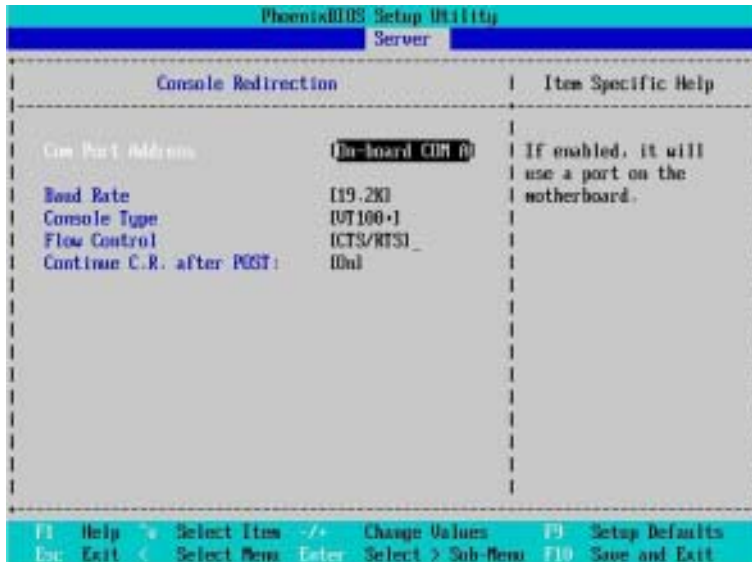 PhoenixBIOS Setup Utility
Server
Console Redirection
Item Specific Help
Com Port Address [On-board COM A]
If enabled, it will
use a port on the
motherboard.
Baud Rate [19.2K]
Console Type [VT100+]
Flow Control [CTS/RTS]_
Continue C.R. after POST: [On]
F1 Help Select Item -/+ Change Values F9 Setup Defaults
Esc Exit < Select Menu Enter Select > Sub-Menu F10 Save and Exit